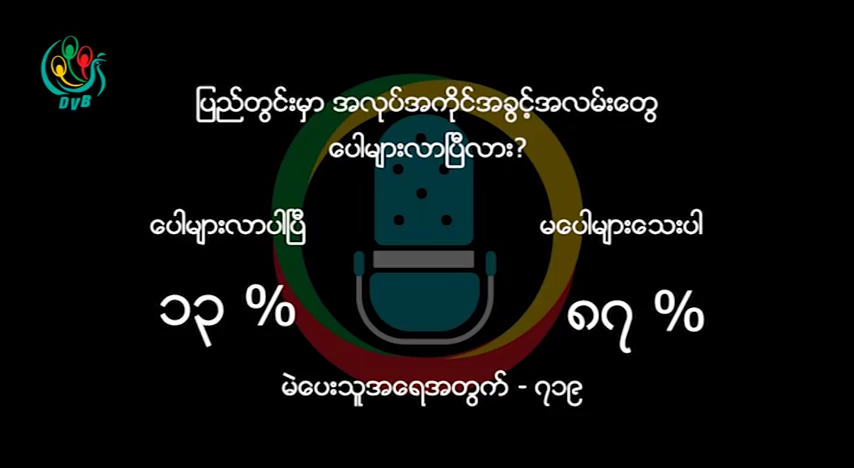 DVB
ပြည်တွင်းမှာ အလုပ်အကိုင်အခွင့်အလမ်းတွေ
ပေါများလာပြီလား?
ပေါများလာပါပြီ မပေါများသေးပါ
၁၃ % ၈၇ %
မဲပေးသူအရေအတွက် - ၇၁၉